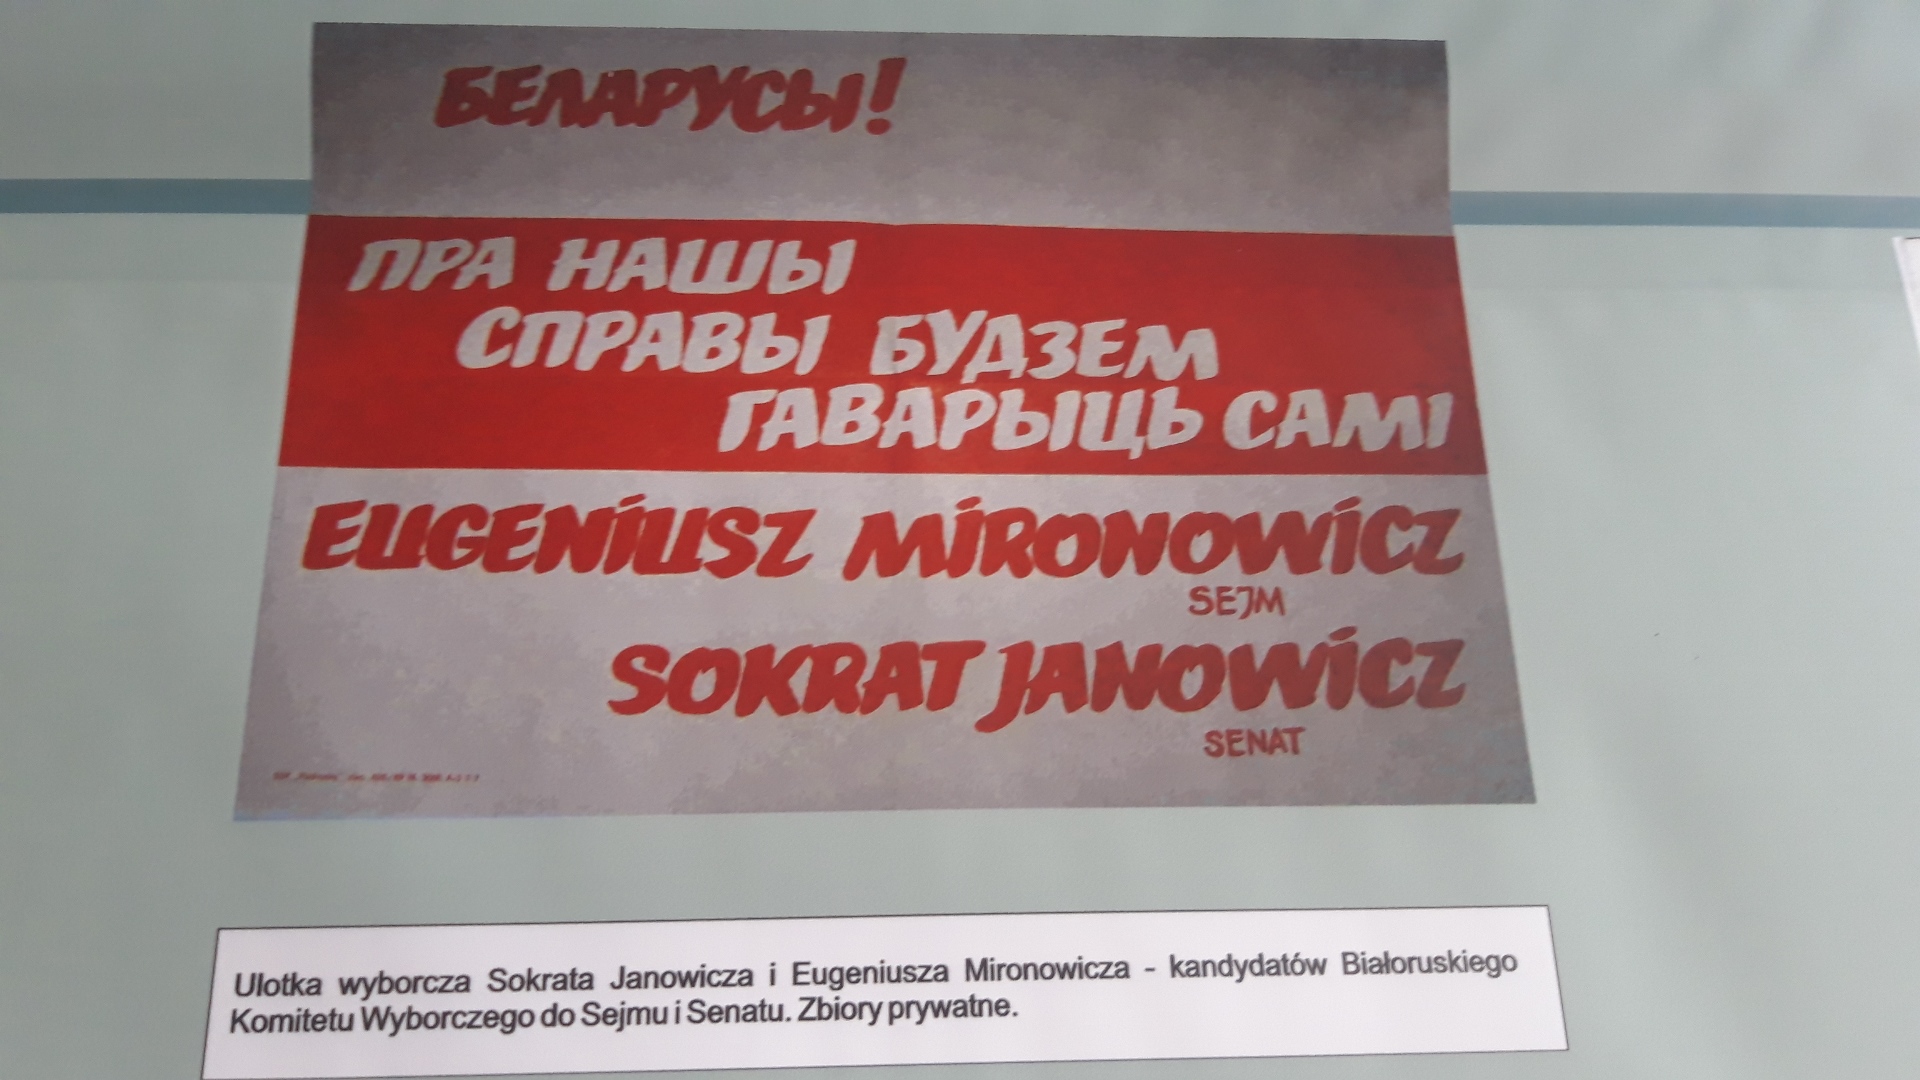 БЕЛАРУСЫ!
ПРА НАШЫ
СПРАВЫ БУДЗЕМ
ГАВАРЫЦЬ САМІ
EUGENIUSZ MIRONOWICZ
SEJM
SOKRAT JANOWICZ
SENAT
Ulotka wyborcza Sokrata Janowicza i Eugeniusza Mironowicza - kandydatów Białoruskiego
Komitetu Wyborczego do Sejmu i Senatu. Zbiory prywatne.